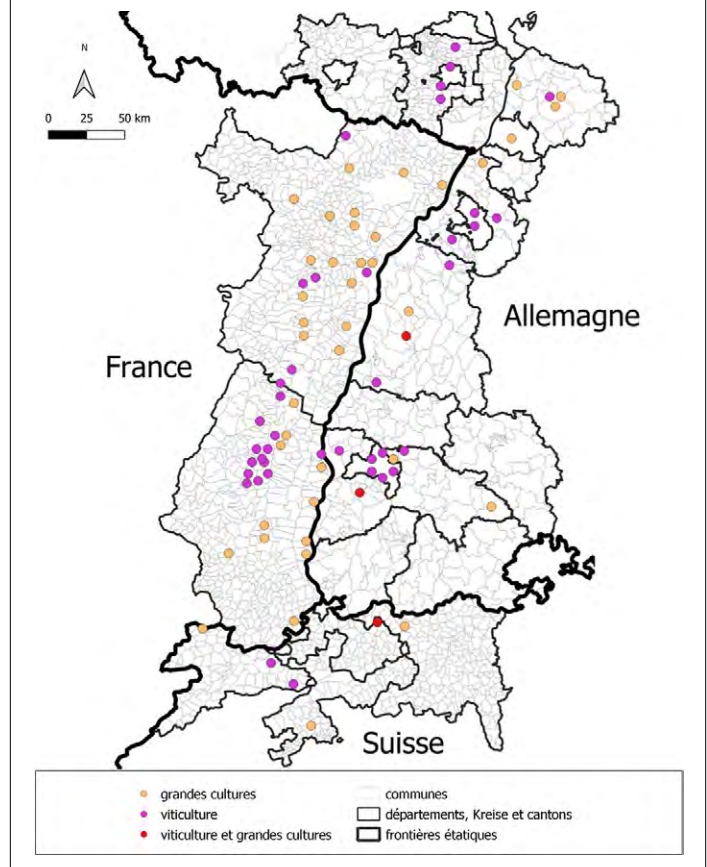 N
0 25 50 km
Allemagne
France
Suisse
grandes cultures
viticulture
viticulture et grandes cultures
communes
départements, Kreise et cantons
frontières étatiques